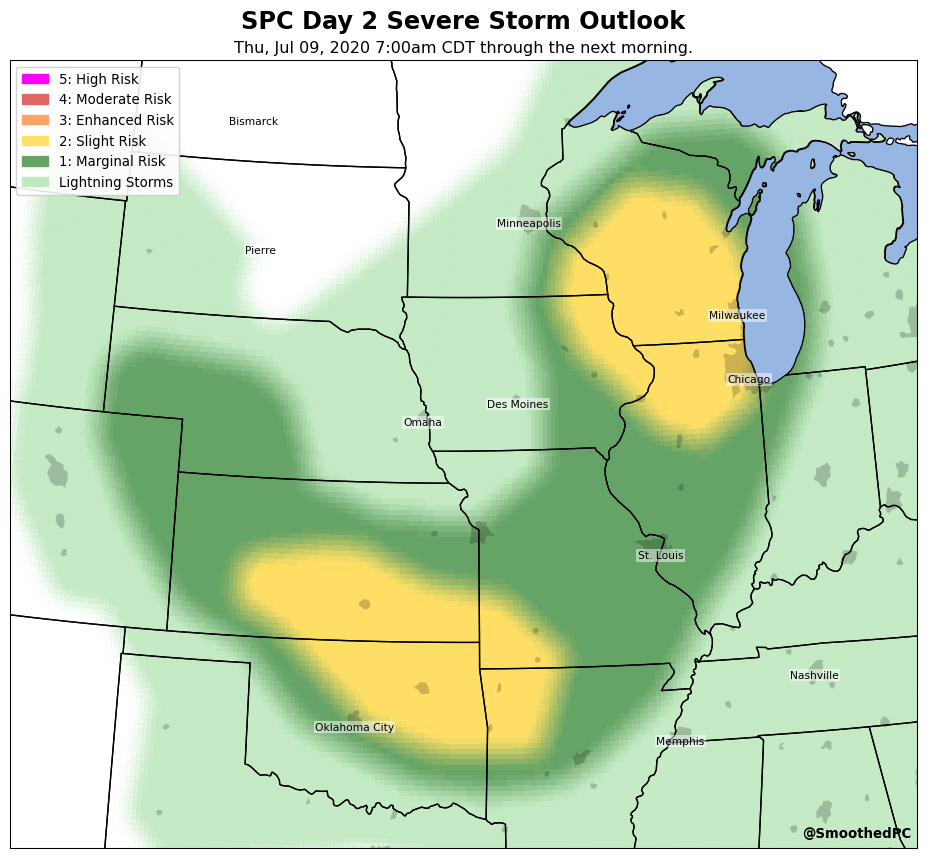 SPC Day 2 Severe Storm Outlook
Thu, Jul 09, 2020 7:00am CDT through the next morning.
5: High Risk
4: Moderate Risk
3: Enhanced Risk
2: Slight Risk
1: Marginal Risk
Lightning Storms
Bismarck
Minneapolis
Pierre
Milwaukee
Chicago
Des Moines
Omaha
St. Louis
Nashville
Oklahoma City
Memphis
@SmoothedPC